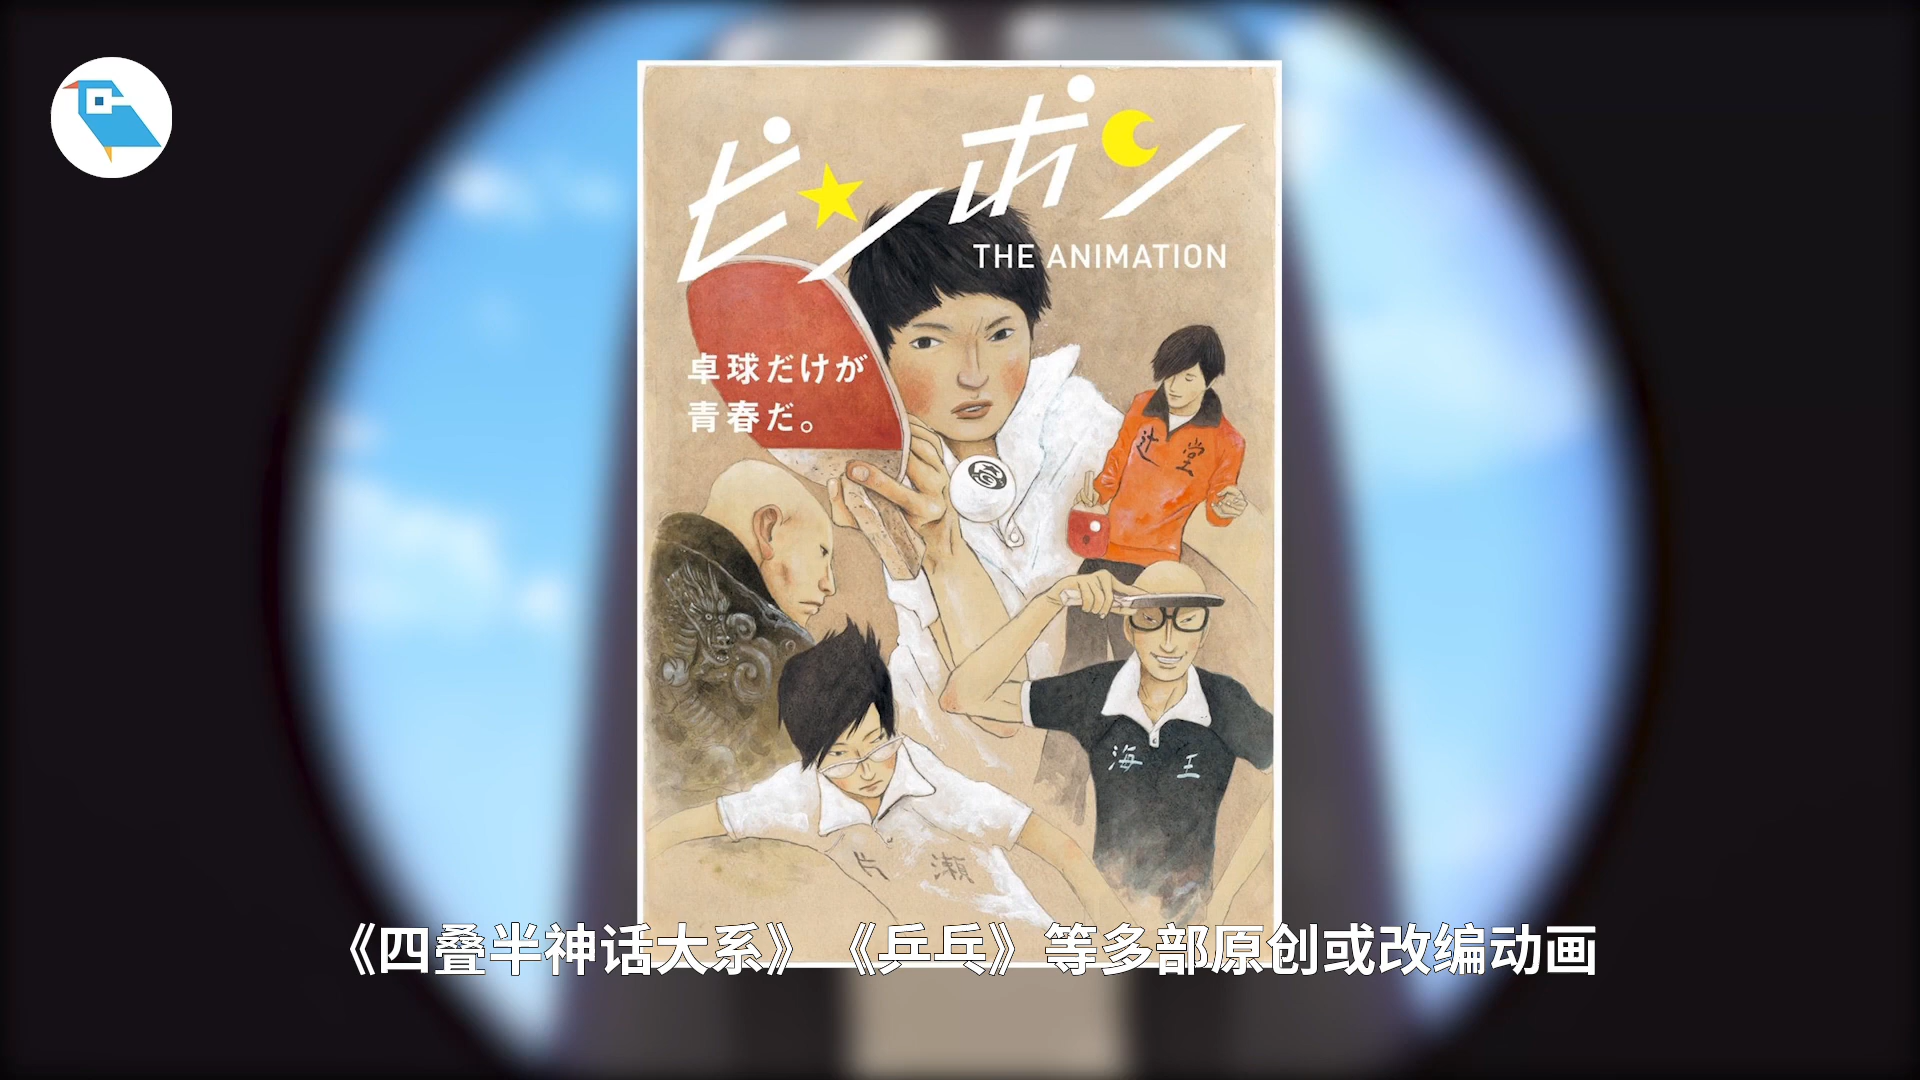 ピンポン
THE ANIMATION
卓球だけが
青春だ。
辻堂
海王
片瀬
《四叠半神话大系》《乒乓》等多部原创或改编动画